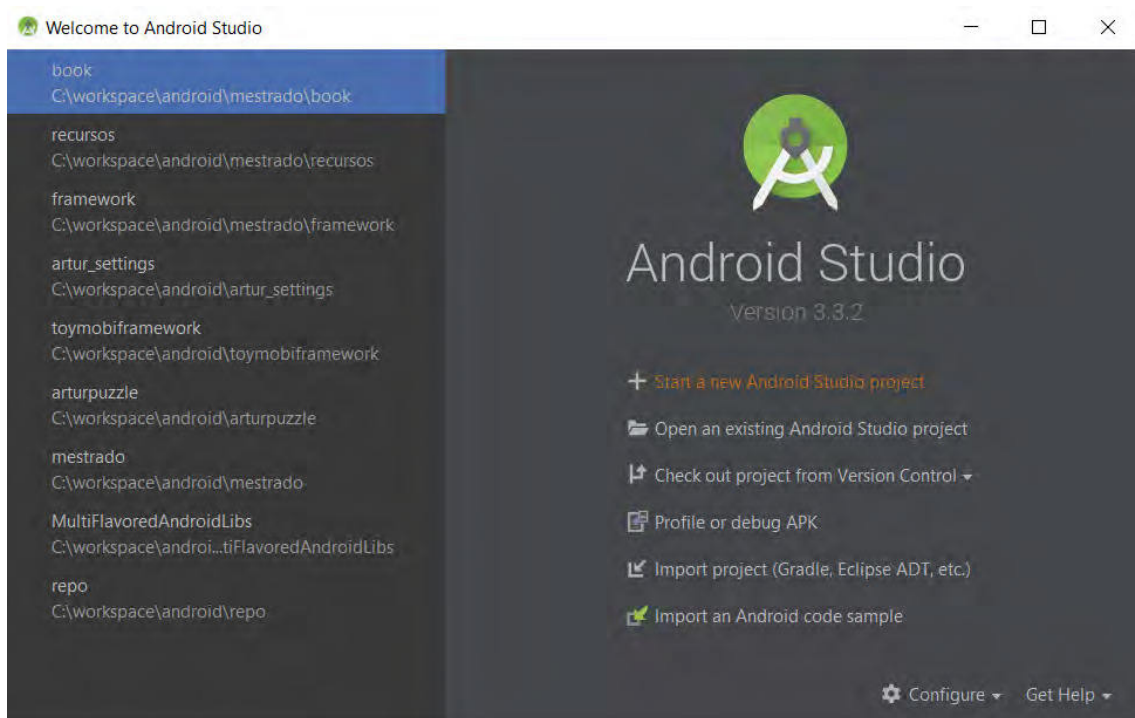 Welcome to Android Studio
book
C:\workspace\android\mestrado\book
recursos
C:\workspace\android\mestrado\recursos
framework
C:\workspace\android\mestrado\framework
artur_settings
C:\workspace\android\artur_settings
toymobiframework
C:\workspace\android\toymobiframework
arturpuzzle
C:\workspace\android\arturpuzzle
mestrado
C:\workspace\android\mestrado
MultiFlavoredAndroidLibs
C:\workspace\androi...tiFlavoredAndroidLibs
repo
C:\workspace\android\repo
Android Studio
Version 3.3.2
Start a new Android Studio project
Open an existing Android Studio project
Check out project from Version Control
Profile or debug APK
Import project (Gradle, Eclipse ADT, etc.)
Import an Android code sample
Configure Get Help